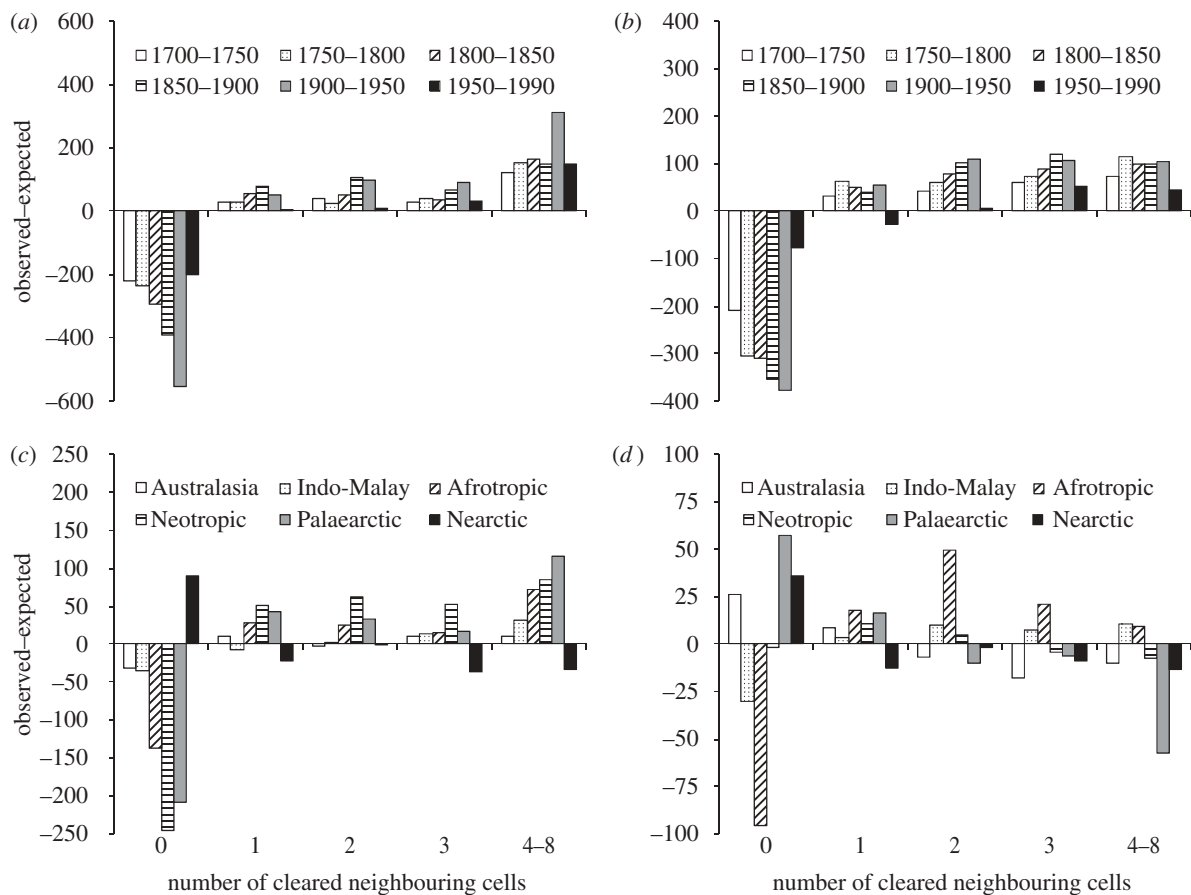 (a)
600
400
200
0
–200
–400
–600
observed–expected
1700–1750 1750–1800 1800–1850
1850–1900 1900–1950 1950–1990
(b)
400
300
200
100
0
–100
–200
–300
–400
1700–1750 1750–1800 1800–1850
1850–1900 1900–1950 1950–1990
(c)
250
200
150
100
50
0
–50
–100
–150
–200
–250
observed–expected
Australasia Indo-Malay Afrotropic
Neotropic Palaearctic Nearctic
0 1 2 3 4–8
number of cleared neighbouring cells
(d)
100
75
50
25
0
–25
–50
–75
–100
Australasia Indo-Malay Afrotropic
Neotropic Palaearctic Nearctic
0 1 2 3 4–8
number of cleared neighbouring cells